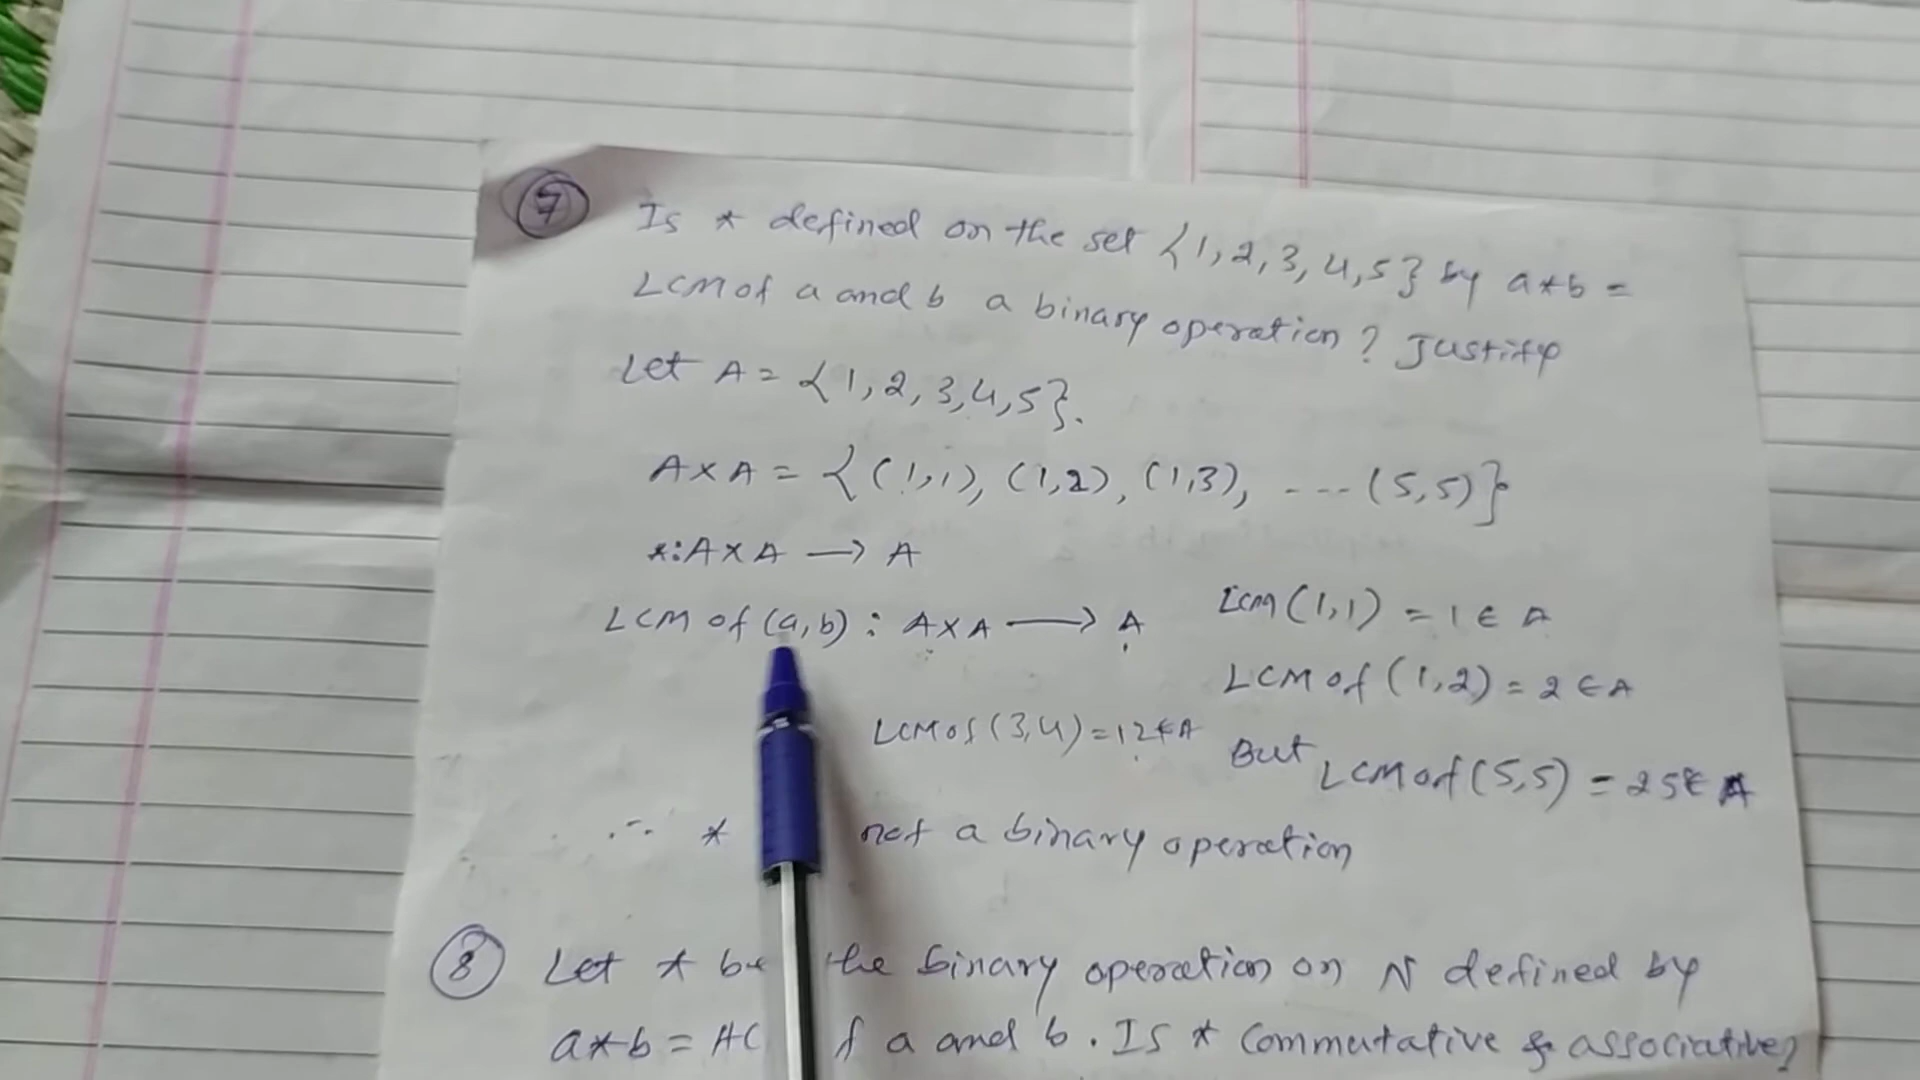 7 Is * defined on the set {1,2,3,4,5} by a*b =
LCM of a and b a binary operation? Justify
Let A = {1,2,3,4,5}.
A×A = {(1,1), (1,2), (1,3), ---(5,5)}
*:A×A → A
LCM of (a,b) : A×A → A
Lcm (1,1) = 1 ∈ A
LCM of (1,2) = 2 ∈ A
LCM of (3,4) = 12 ∉ A
But LCM of (5,5) = 25 ∉ A
∴ * not a binary operation
8 Let * be the binary operation on N defined by
a*b = HC f a and b. Is * commutative & associative?